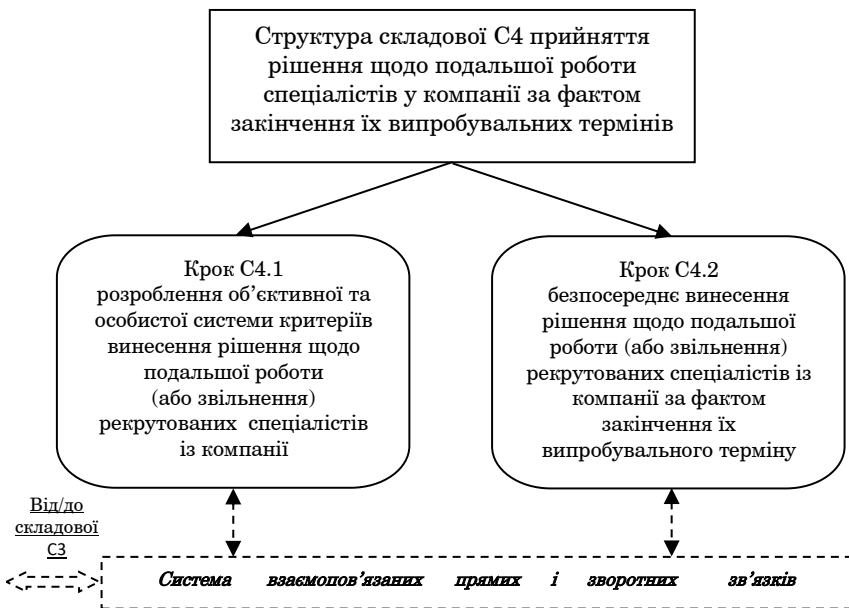 Структура складової С4 прийняття
рішення щодо подальшої роботи
спеціалістів у компанії за фактом
закінчення їх випробувальних термінів
Крок С4.1
розроблення об’єктивної та
особистої системи критеріїв
винесення рішення щодо
подальшої роботи
(або звільнення)
рекрутованих спеціалістів
із компанії
Крок С4.2
безпосереднє винесення
рішення щодо подальшої
роботи (або звільнення)
рекрутованих спеціалістів із
компанії за фактом
закінчення їх
випробувального терміну
Від/до
складової
С3
Система взаємопов’язаних прямих і зворотних зв’язків